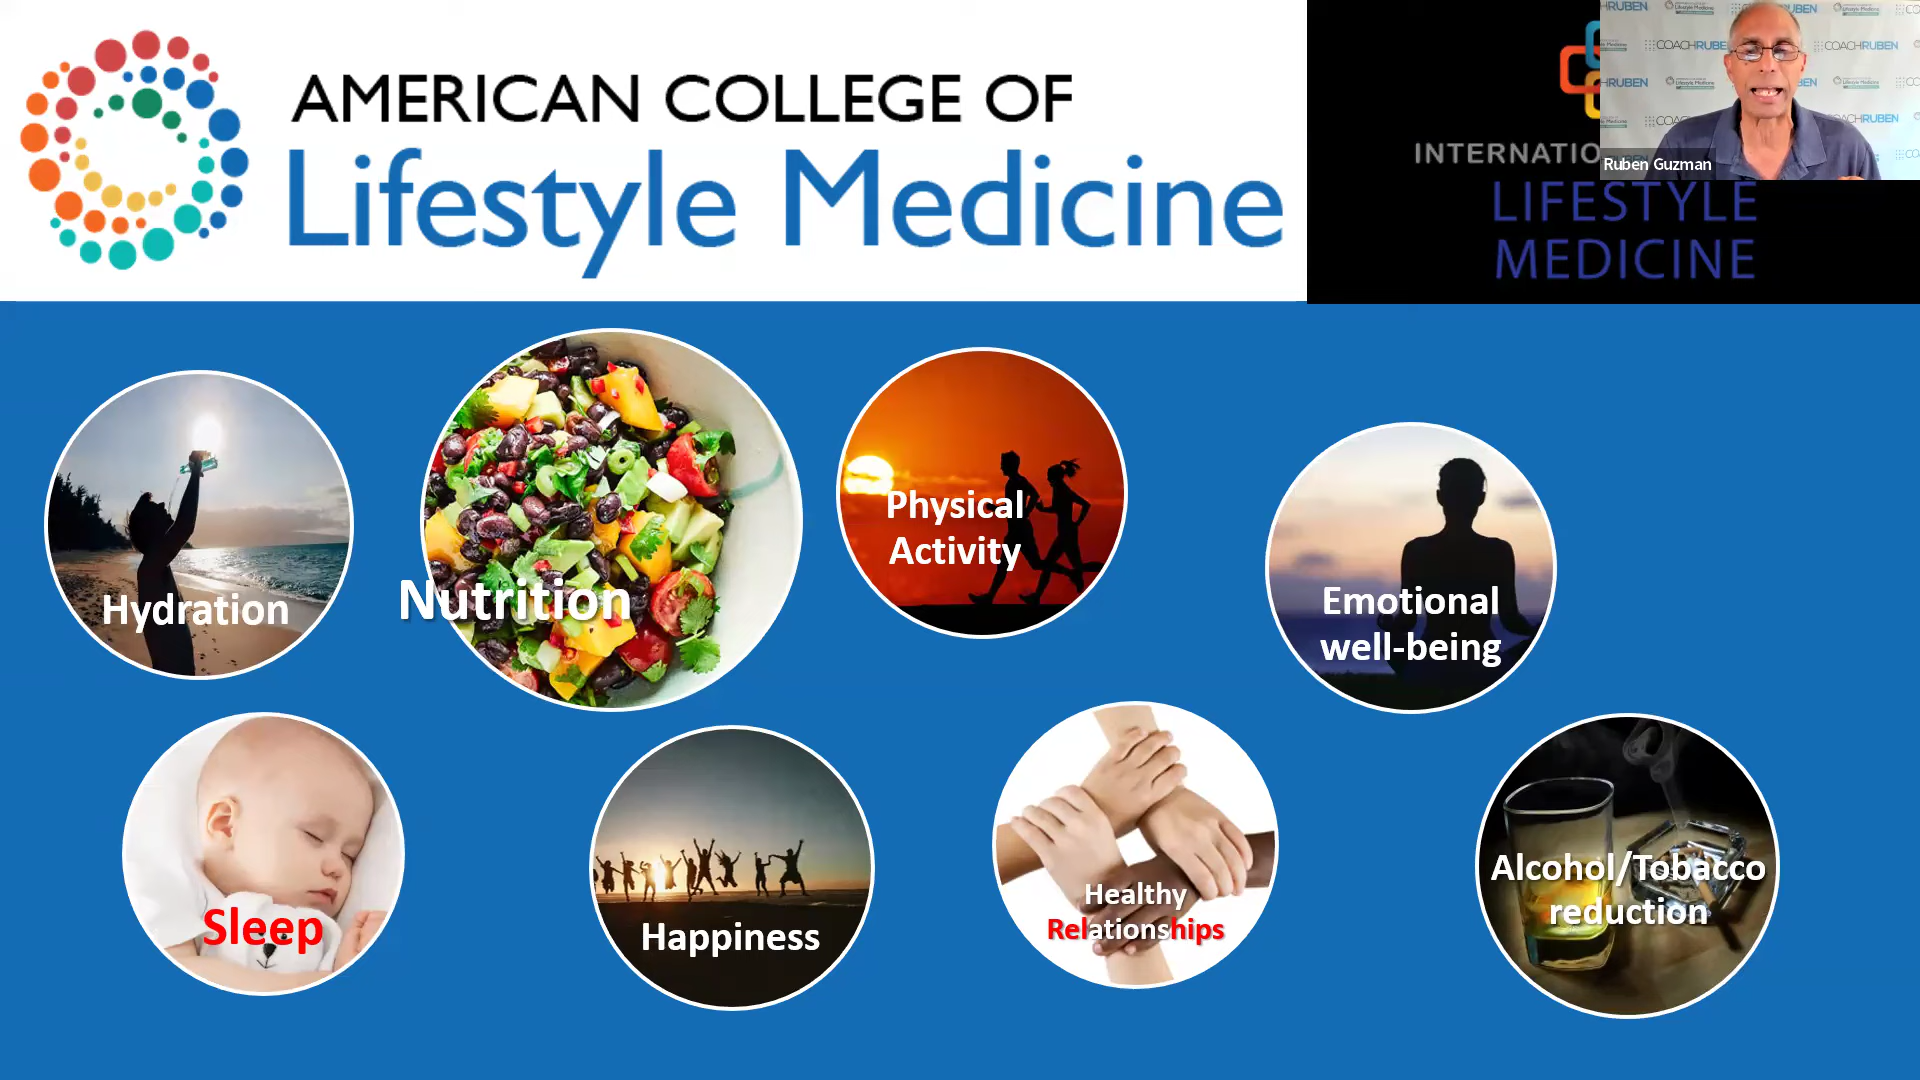 AMERICAN COLLEGE OF
Lifestyle Medicine
INTERNATIO
LIFESTYLE
MEDICINE
COACHRUBEN
Ruben Guzman
Hydration
Nutrition
Physical
Activity
Emotional
well-being
Sleep
Happiness
Healthy
Relationships
Alcohol/Tobacco
reduction